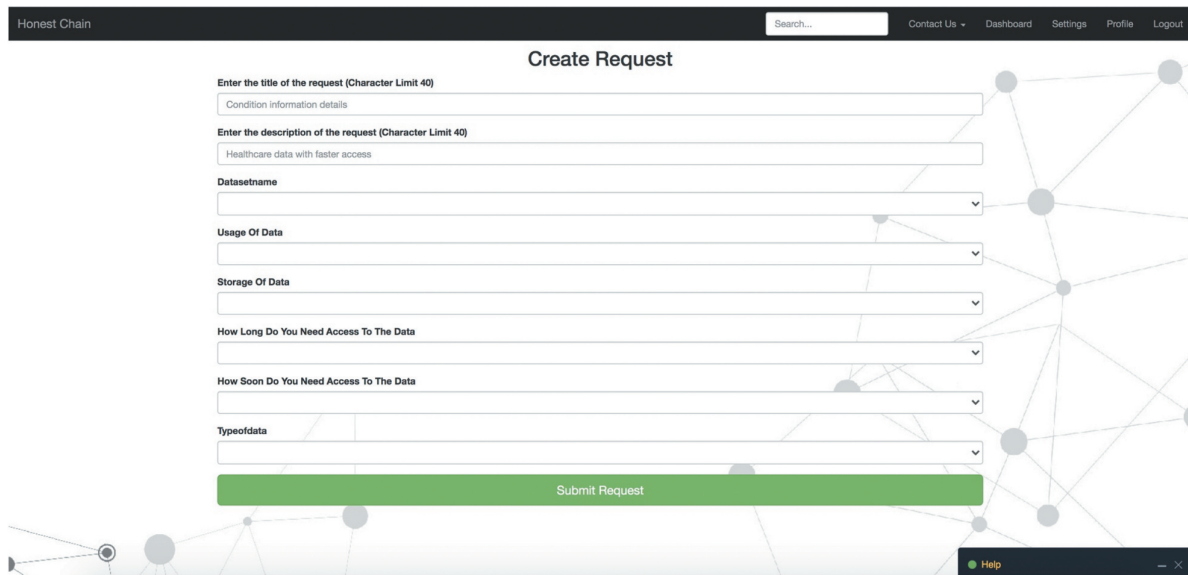 Honest Chain
Search...
Contact Us
Dashboard
Settings
Profile
Logout
Create Request
Enter the title of the request (Character Limit 40)
Condition information details
Enter the description of the request (Character Limit 40)
Healthcare data with faster access
Datasetname
Usage Of Data
Storage Of Data
How Long Do You Need Access To The Data
How Soon Do You Need Access To The Data
Typeofdata
Submit Request
Help